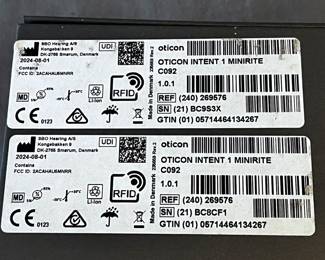 SBO Hearing A/S
Kongebakken 9
DK-2765 Smørum, Denmark
2024-08-01
Contains
FCC ID: 2ACAHAU6MNRR
UDI
MD
0123
Li-Ion
RFID
Made in Denmark
oticon
OTICON INTENT 1 MINIRITE
C092
1.0.1
REF (240) 269576
SN (21) BC9S3X
GTIN (01) 05714464134267
SBO Hearing A/S
Kongebakken 9
DK-2765 Smørum, Denmark
2024-08-01
Contains
FCC ID: 2ACAHAU6MNRR
UDI
MD
0123
Li-Ion
RFID
Made in Denmark
oticon
OTICON INTENT 1 MINIRITE
C092
1.0.1
REF (240) 269576
SN (21) BC8CF1
GTIN (01) 05714464134267